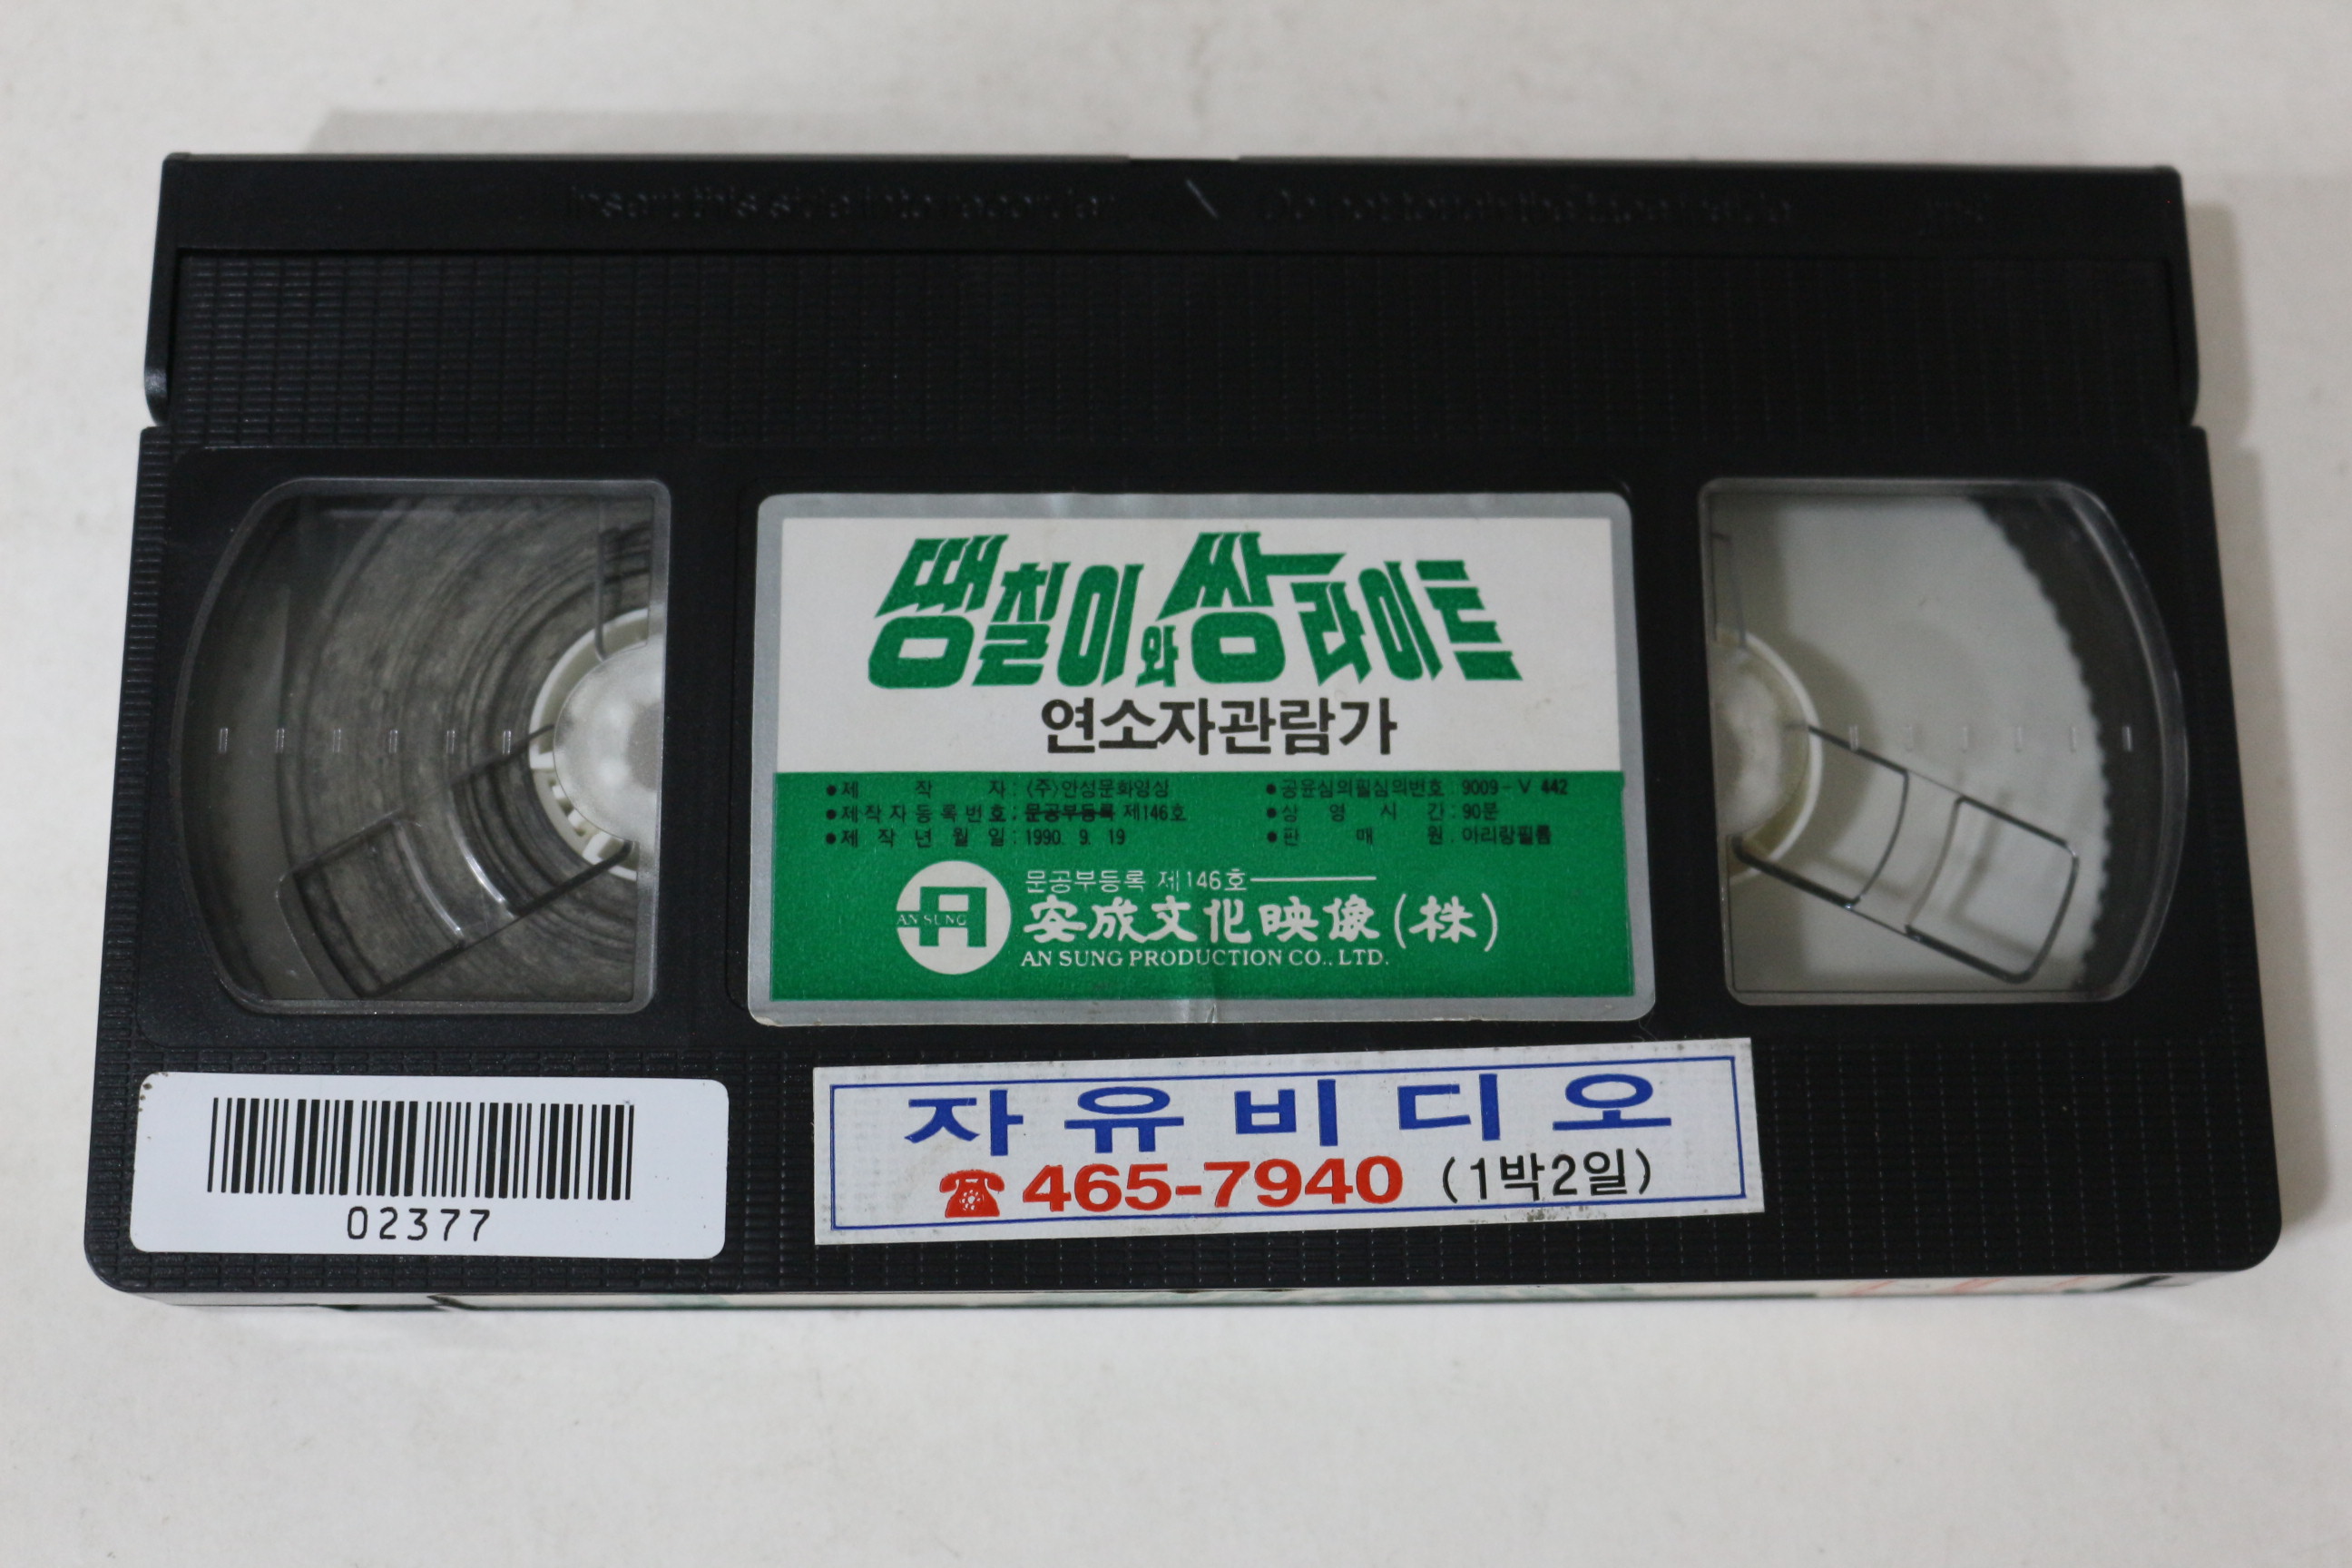 Insert this side into recorder
땡칠이와 쌍라이트
연소자관람가
● 제 작 자 : (주)안성문화영상
● 제작자등록번호 : 문공부등록 제146호
● 제 작 년 월 일 : 1990. 9. 19
● 공윤심의필심의번호 : 9009-V 442
● 상 영 시 간 : 90분
● 판 매 원 : 아리랑필름
문공부등록 제146호
AN SUNG
安成文化映像(株)
AN SUNG PRODUCTION CO., LTD.
자유비디오
☎ 465-7940 (1박2일)
02377